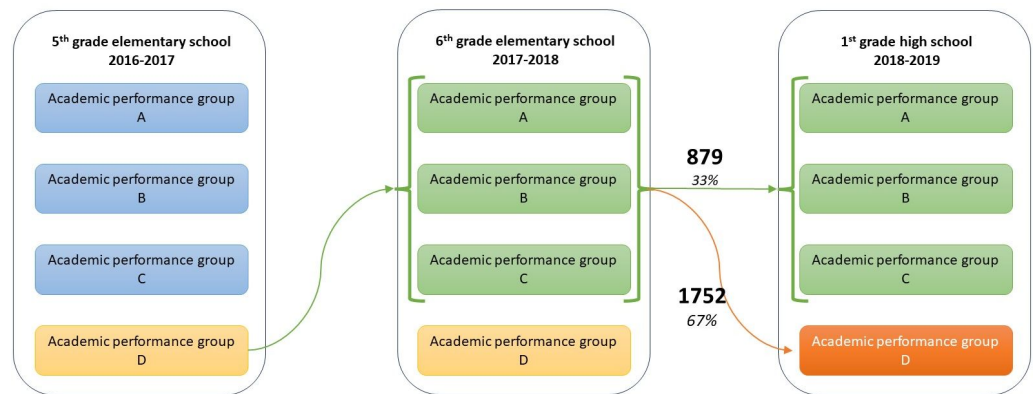 5th grade elementary school
2016-2017
Academic performance group
A
Academic performance group
B
Academic performance group
C
Academic performance group
D
6th grade elementary school
2017-2018
Academic performance group
A
Academic performance group
B
Academic performance group
C
Academic performance group
D
879
33%
1752
67%
1st grade high school
2018-2019
Academic performance group
A
Academic performance group
B
Academic performance group
C
Academic performance group
D